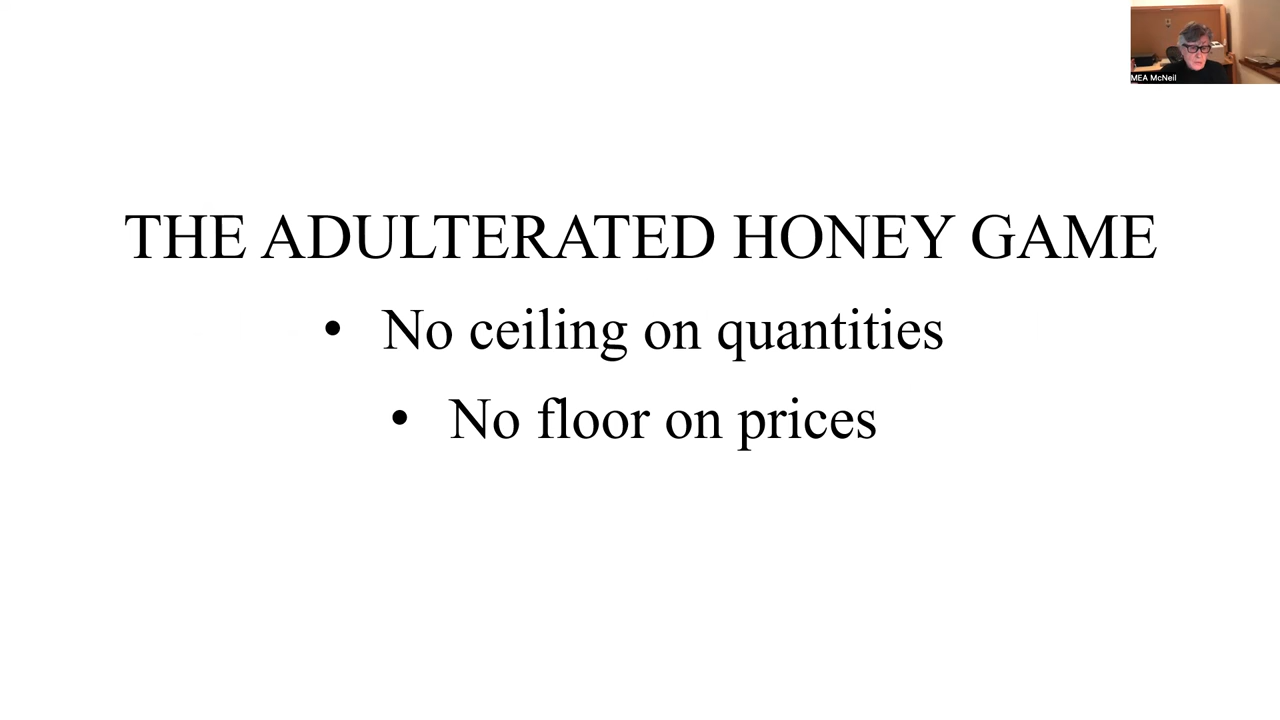 MEA McNeil
THE ADULTERATED HONEY GAME
• No ceiling on quantities
• No floor on prices